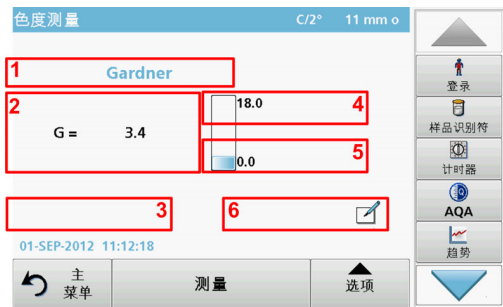 色度测量 C/2° 11 mm o
1 Gardner
2
G = 3.4
18.0 4
0.0 5
3
6
01-SEP-2012 11:12:18
主菜单
测量
选项
登录
样品识别符
计时器
AQA
趋势